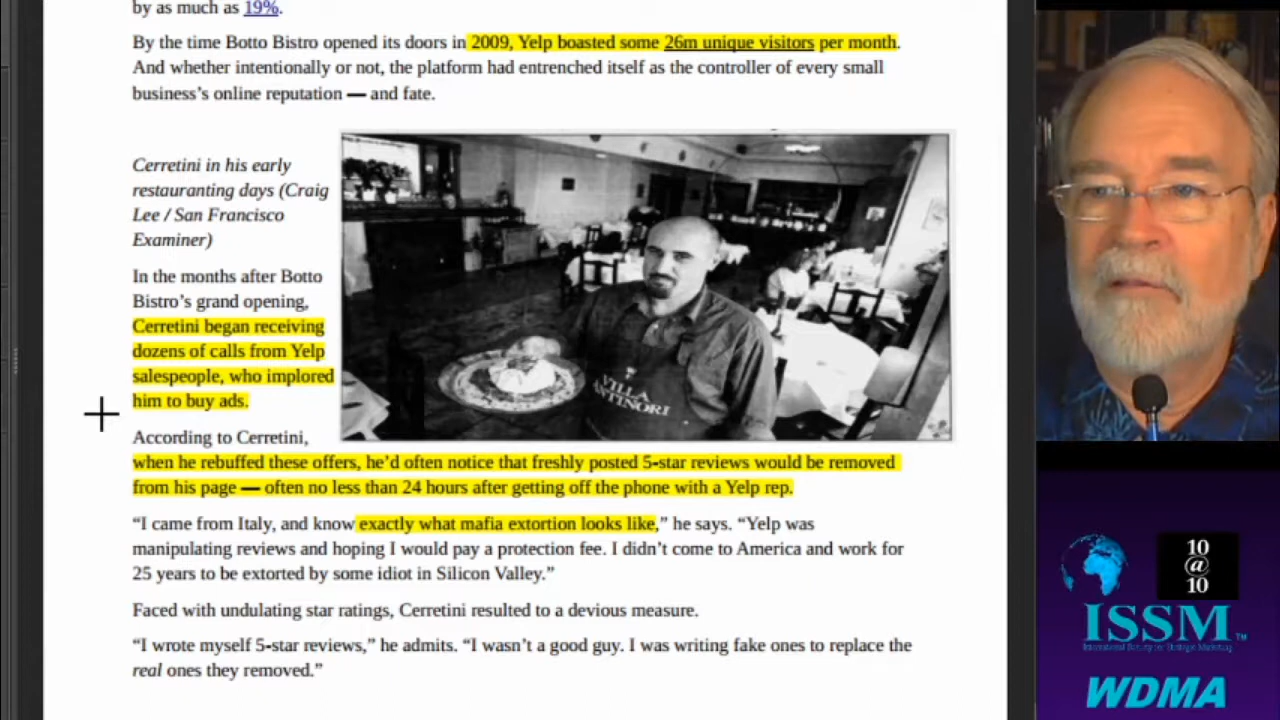 by as much as 19%.
By the time Botto Bistro opened its doors in 2009, Yelp boasted some 26m unique visitors per month.
And whether intentionally or not, the platform had entrenched itself as the controller of every small
business’s online reputation — and fate.
Cerretini in his early
restauranting days (Craig
Lee / San Francisco
Examiner)
In the months after Botto
Bistro’s grand opening,
Cerretini began receiving
dozens of calls from Yelp
salespeople, who implored
him to buy ads.
VILLA
ANTINORI
According to Cerretini,
when he rebuffed these offers, he’d often notice that freshly posted 5-star reviews would be removed
from his page — often no less than 24 hours after getting off the phone with a Yelp rep.
“I came from Italy, and know exactly what mafia extortion looks like,” he says. “Yelp was
manipulating reviews and hoping I would pay a protection fee. I didn’t come to America and work for
25 years to be extorted by some idiot in Silicon Valley.”
Faced with undulating star ratings, Cerretini resulted to a devious measure.
“I wrote myself 5-star reviews,” he admits. “I wasn’t a good guy. I was writing fake ones to replace the
real ones they removed.”
10
@
10
ISSM TM
International Society for Strategic Marketing
WDMA